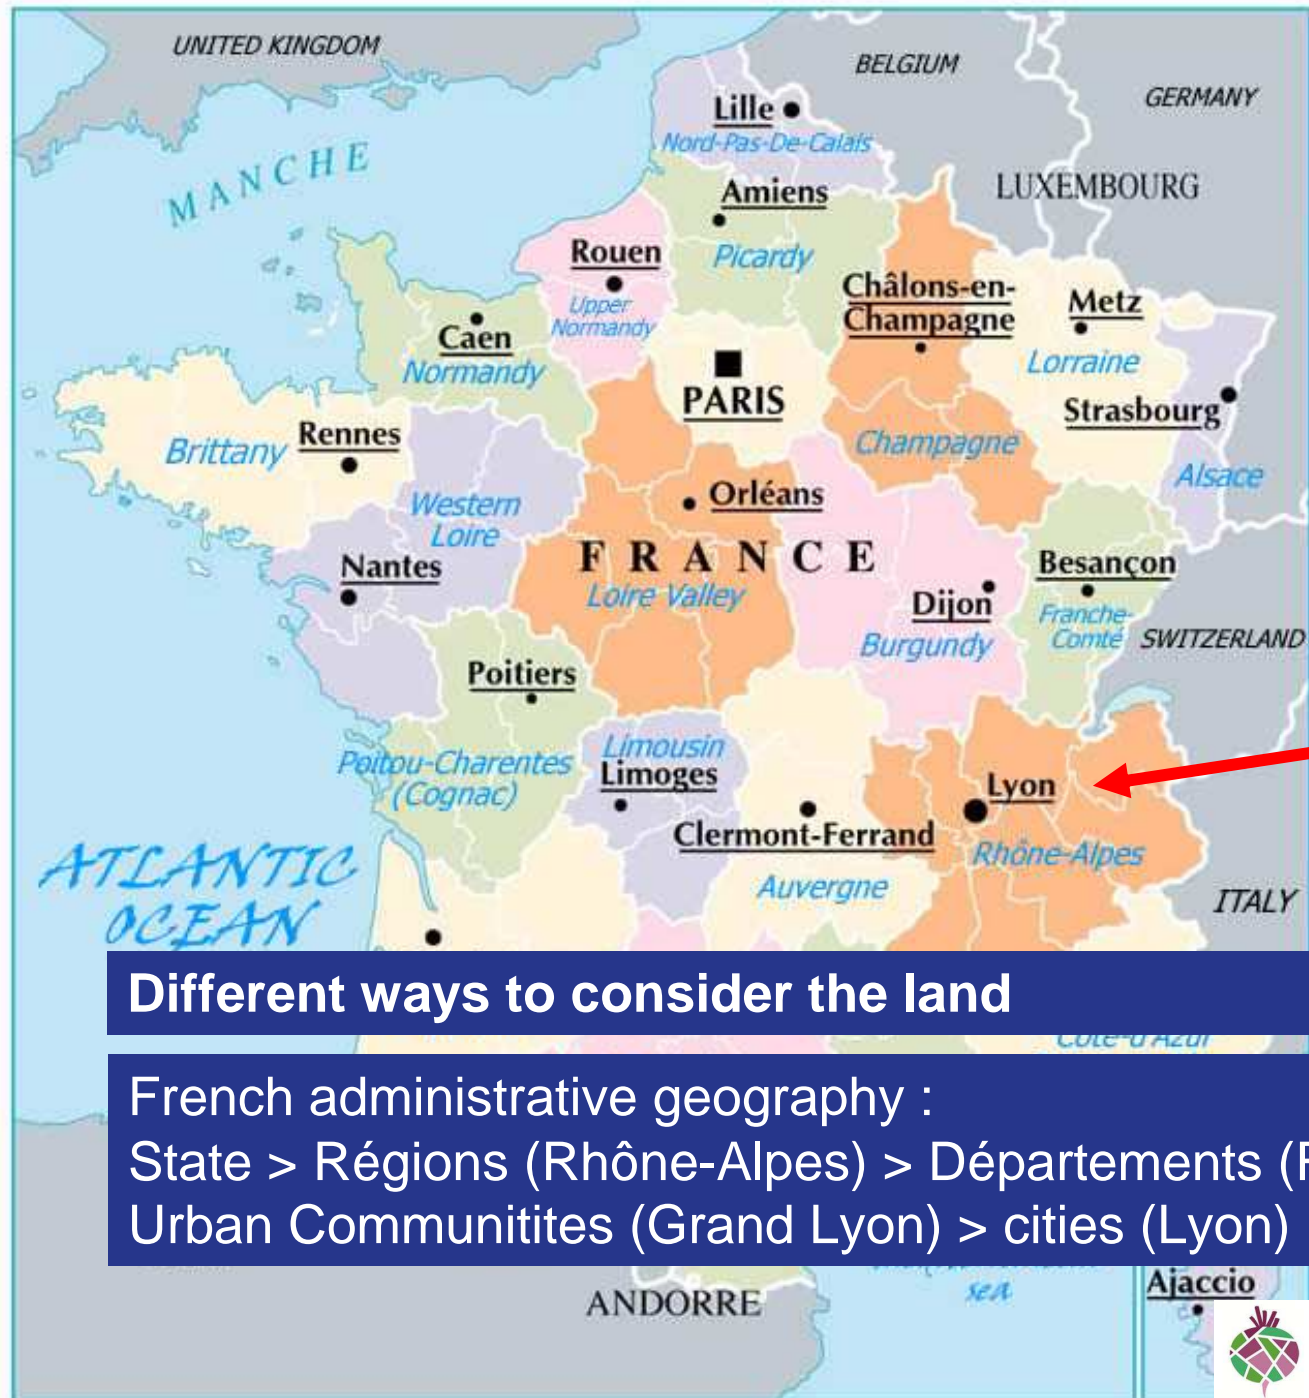 UNITED KINGDOM
BELGIUM
GERMANY
Lille
Nord-Pas-De-Calais
MANCHE
LUXEMBOURG
Amiens
Picardy
Rouen
Upper
Normandy
Châlons-en-
Champagne
Metz
Lorraine
Caen
Normandy
PARIS
Strasbourg
Champagne
Alsace
Brittany
Rennes
Western
Loire
Orléans
FRANCE
Nantes
Loire Valley
Besançon
Dijon
Franche-
Comté
Burgundy
SWITZERLAND
Poitiers
Poitou-Charentes
(Cognac)
Limousin
Limoges
Lyon
Clermont-Ferrand
Rhône-Alpes
Auvergne
ATLANTIC
OCEAN
ITALY
Different ways to consider the land
Côte-d'Azur
French administrative geography :
State > Régions (Rhône-Alpes) > Départements (
Urban Communitites (Grand Lyon) > cities (Lyon)
sea
ANDORRE
Ajaccio